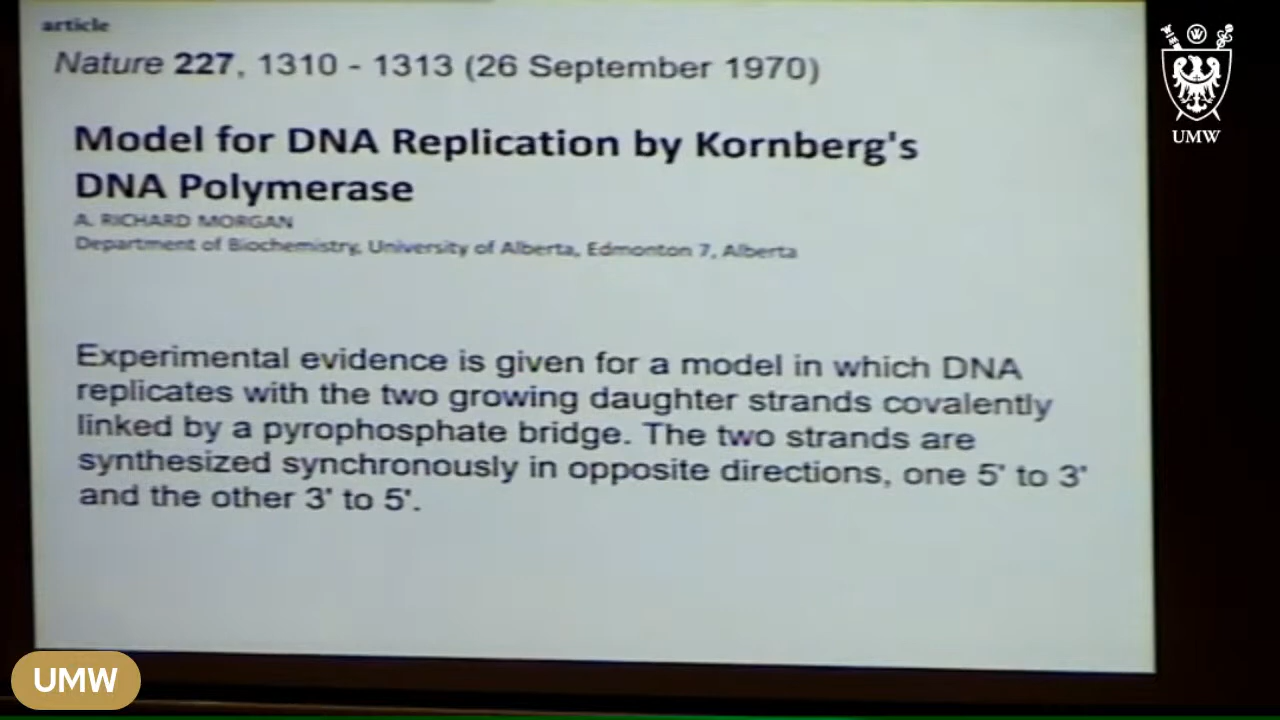 article
Nature 227, 1310 - 1313 (26 September 1970)
Model for DNA Replication by Kornberg's
DNA Polymerase
A. RICHARD MORGAN
Department of Biochemistry, University of Alberta, Edmonton 7, Alberta
Experimental evidence is given for a model in which DNA
replicates with the two growing daughter strands covalently
linked by a pyrophosphate bridge. The two strands are
synthesized synchronously in opposite directions, one 5' to 3'
and the other 3' to 5'.
W
UMW
UMW